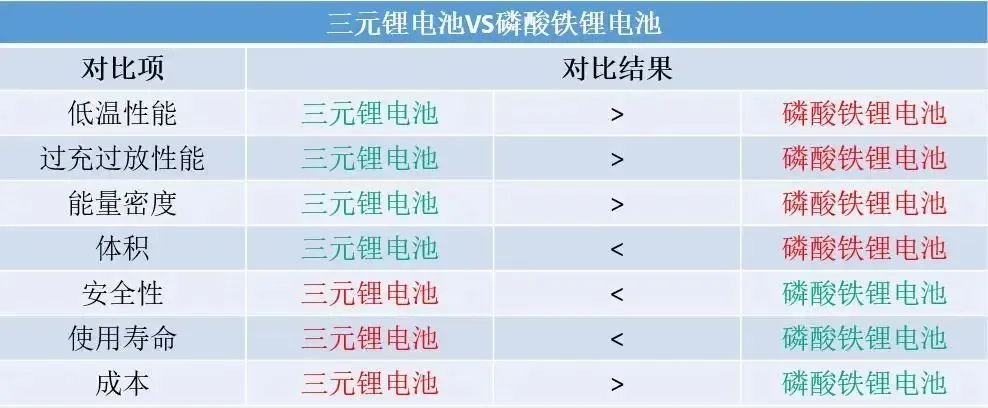 三元锂电池VS磷酸铁锂电池
对比项 对比结果
低温性能 三元锂电池 > 磷酸铁锂电池
过充过放性能 三元锂电池 > 磷酸铁锂电池
能量密度 三元锂电池 > 磷酸铁锂电池
体积 三元锂电池 < 磷酸铁锂电池
安全性 三元锂电池 < 磷酸铁锂电池
使用寿命 三元锂电池 < 磷酸铁锂电池
成本 三元锂电池 > 磷酸铁锂电池